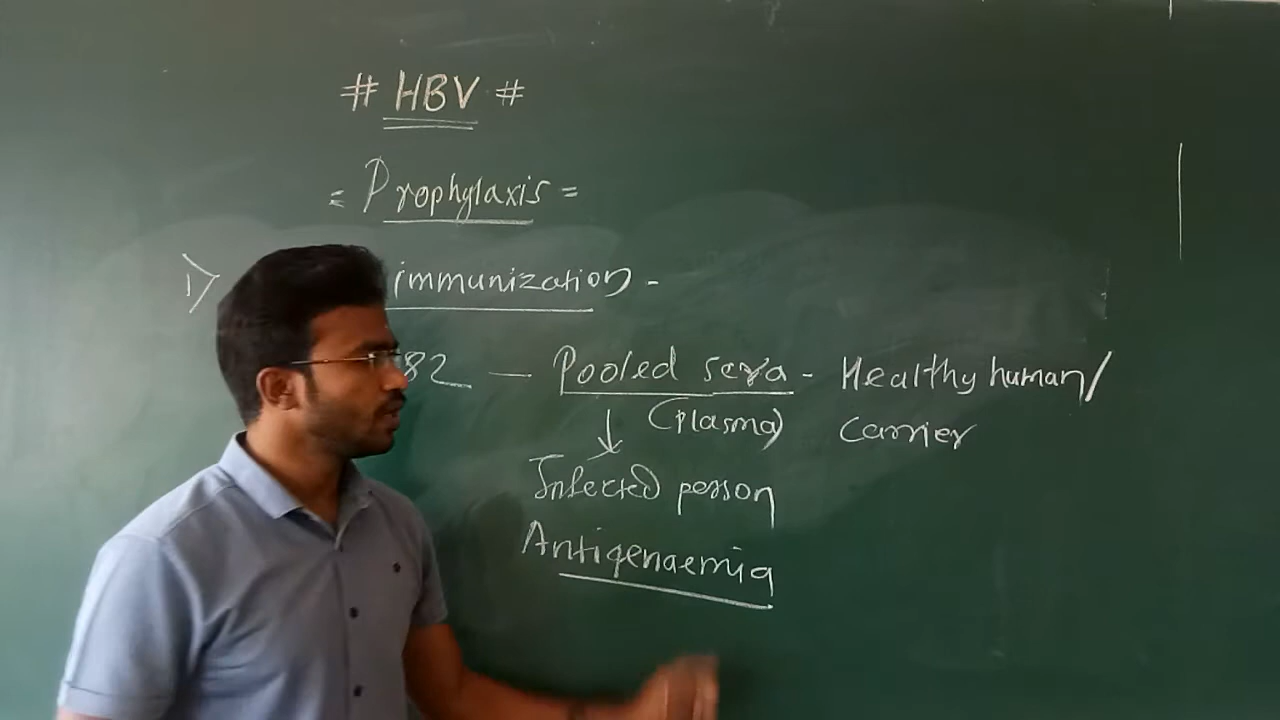 # HBV #
= Prophylaxis =
1) immunization -
82 — Pooled sera - Healthy human/
(plasma) carrier
↓
Infected person
Antigenaemia